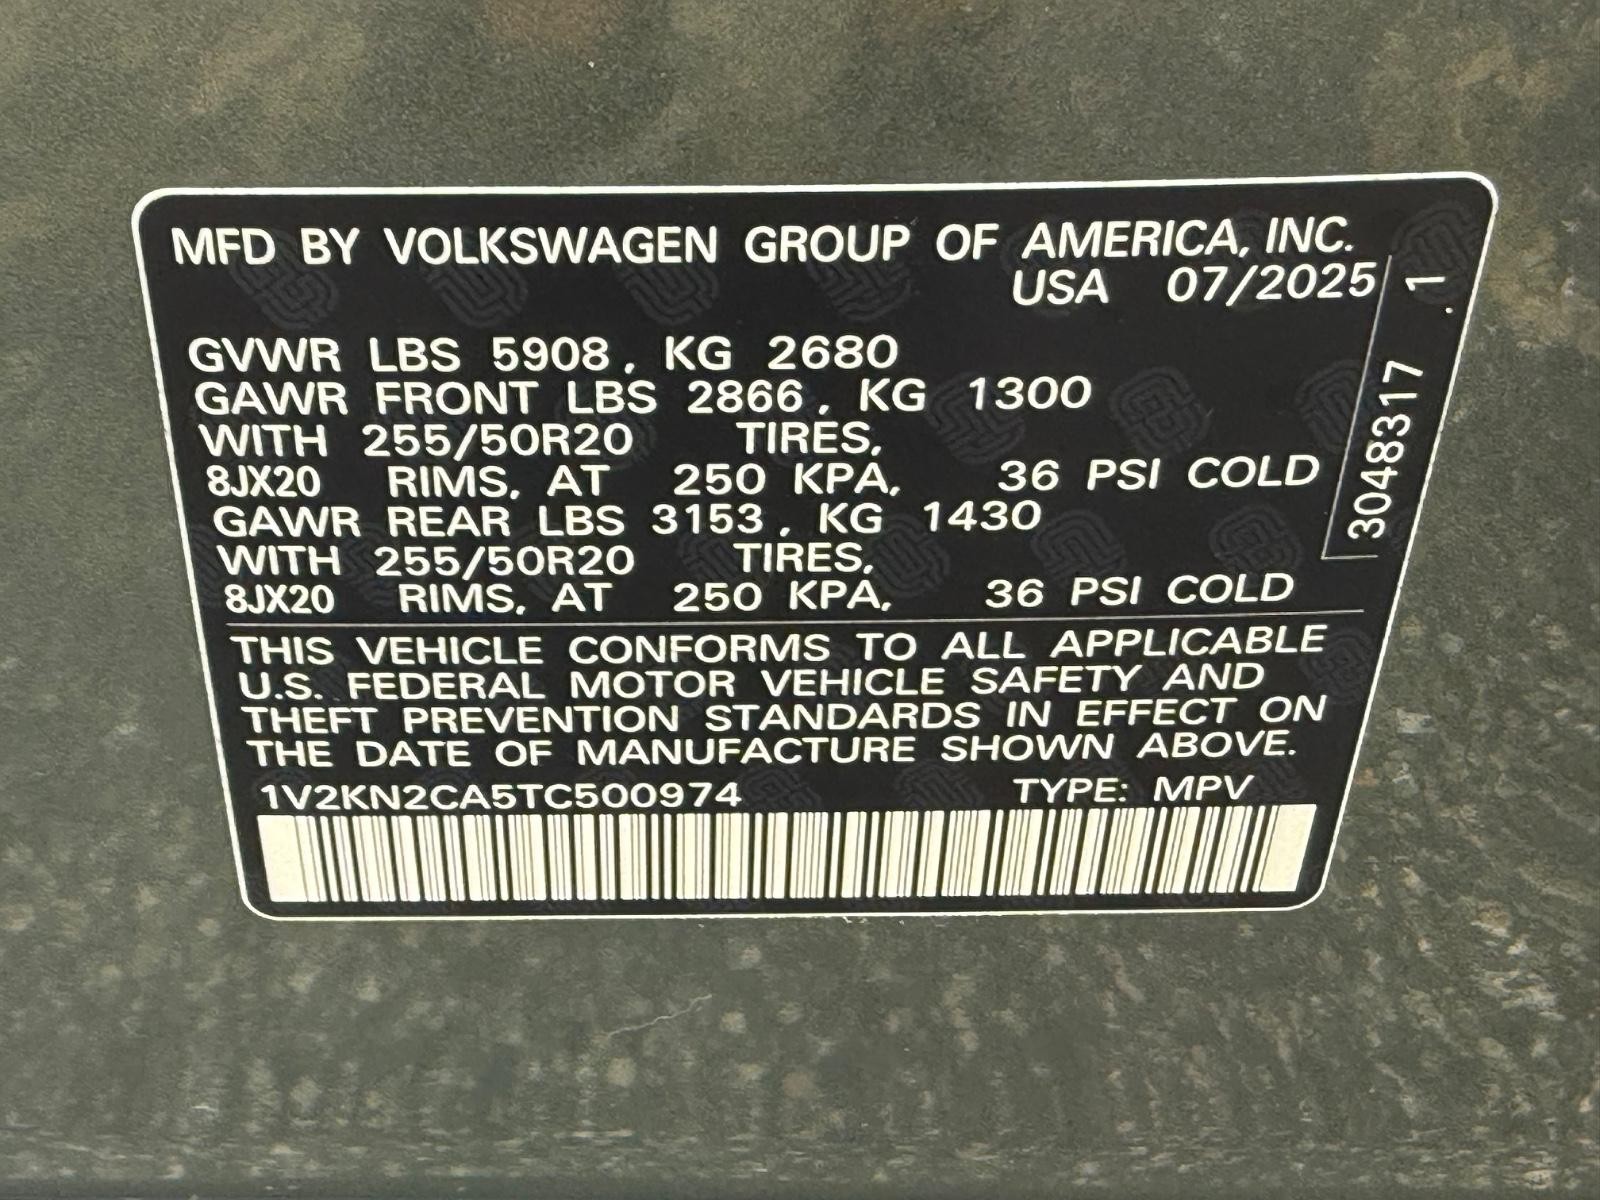 MFD BY VOLKSWAGEN GROUP OF AMERICA, INC.
USA 07/2025
GVWR LBS 5908, KG 2680
GAWR FRONT LBS 2866, KG 1300
WITH 255/50R20 TIRES,
8JX20 RIMS, AT 250 KPA, 36 PSI COLD
GAWR REAR LBS 3153, KG 1430
WITH 255/50R20 TIRES,
8JX20 RIMS, AT 250 KPA, 36 PSI COLD
THIS VEHICLE CONFORMS TO ALL APPLICABLE
U.S. FEDERAL MOTOR VEHICLE SAFETY AND
THEFT PREVENTION STANDARDS IN EFFECT ON
THE DATE OF MANUFACTURE SHOWN ABOVE.
1V2KN2CA5TC500974 TYPE: MPV
3048317 .1